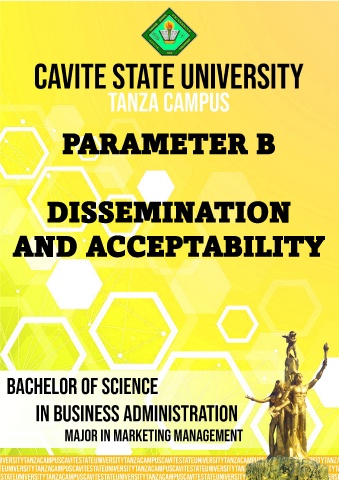 CAVITE STATE UNIVERSITY
TANZA CAMPUS
PARAMETER B
DISSEMINATION
AND ACCEPTABILITY
BACHELOR OF SCIENCE
IN BUSINESS ADMINISTRATION
MAJOR IN MARKETING MANAGEMENT
IVERSITYTANZACAMPUSCAVITESTATEUNIVERSITYTANZACAMPUSCAVITESTATEUNIVERSITYTANZACAMPUSCAVITESTATEUNIVERSITY